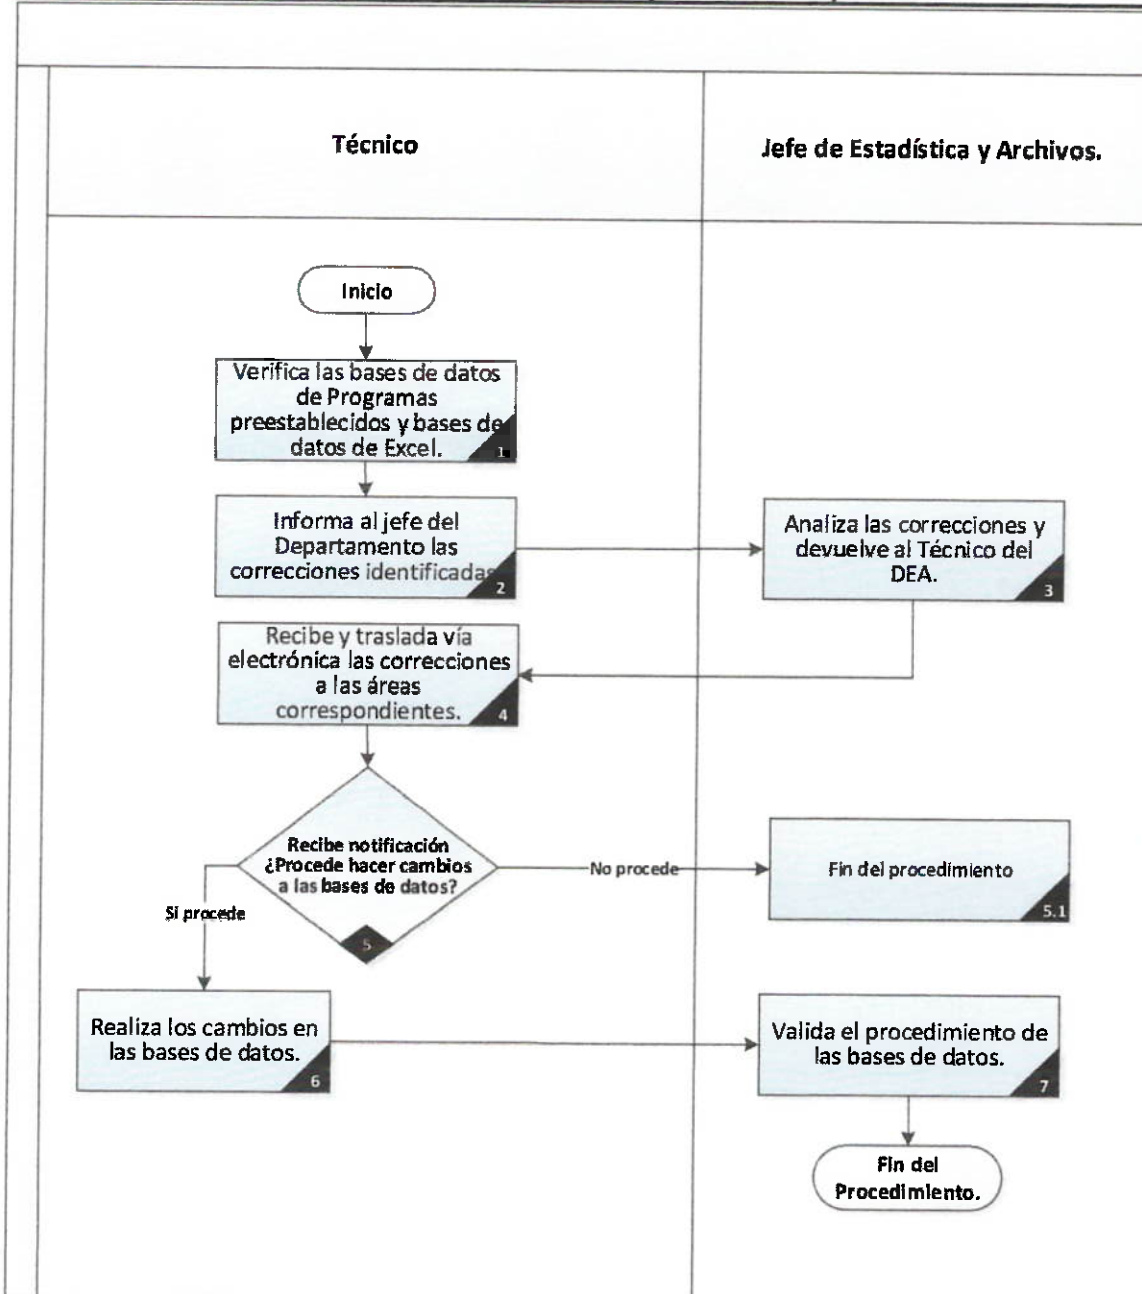 Técnico
Jefe de Estadística y Archivos.
Inicio
Verifica las bases de datos
de Programas
preestablecidos y bases de
datos de Excel.
1
Informa al jefe del
Departamento las
correcciones identificadas
2
Analiza las correcciones y
devuelve al Técnico del
DEA.
3
Recibe y traslada vía
electrónica las correcciones
a las áreas
correspondientes.
4
Recibe notificación
¿Procede hacer cambios
a las bases de datos?
5
No procede
Fin del procedimiento
5.1
Si procede
Realiza los cambios en
las bases de datos.
6
Valida el procedimiento de
las bases de datos.
7
Fin del
Procedimiento.